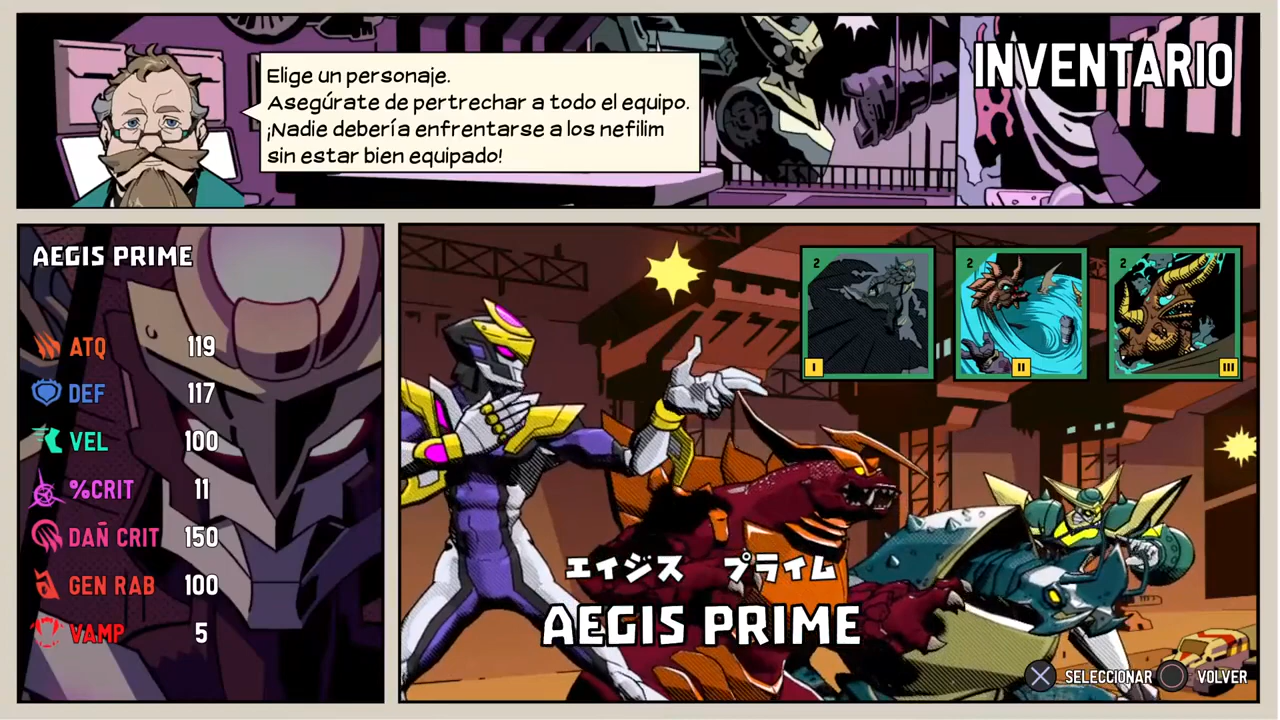 Elige un personaje.
Asegúrate de pertrechar a todo el equipo.
¡Nadie debería enfrentarse a los nefilim
sin estar bien equipado!
INVENTARIO
AEGIS PRIME
ATQ 119
DEF 117
VEL 100
%CRIT 11
DAÑ CRIT 150
GEN RAB 100
VAMP 5
2
I
2
II
2
III
エイジス プライム
AEGIS PRIME
SELECCIONAR
VOLVER